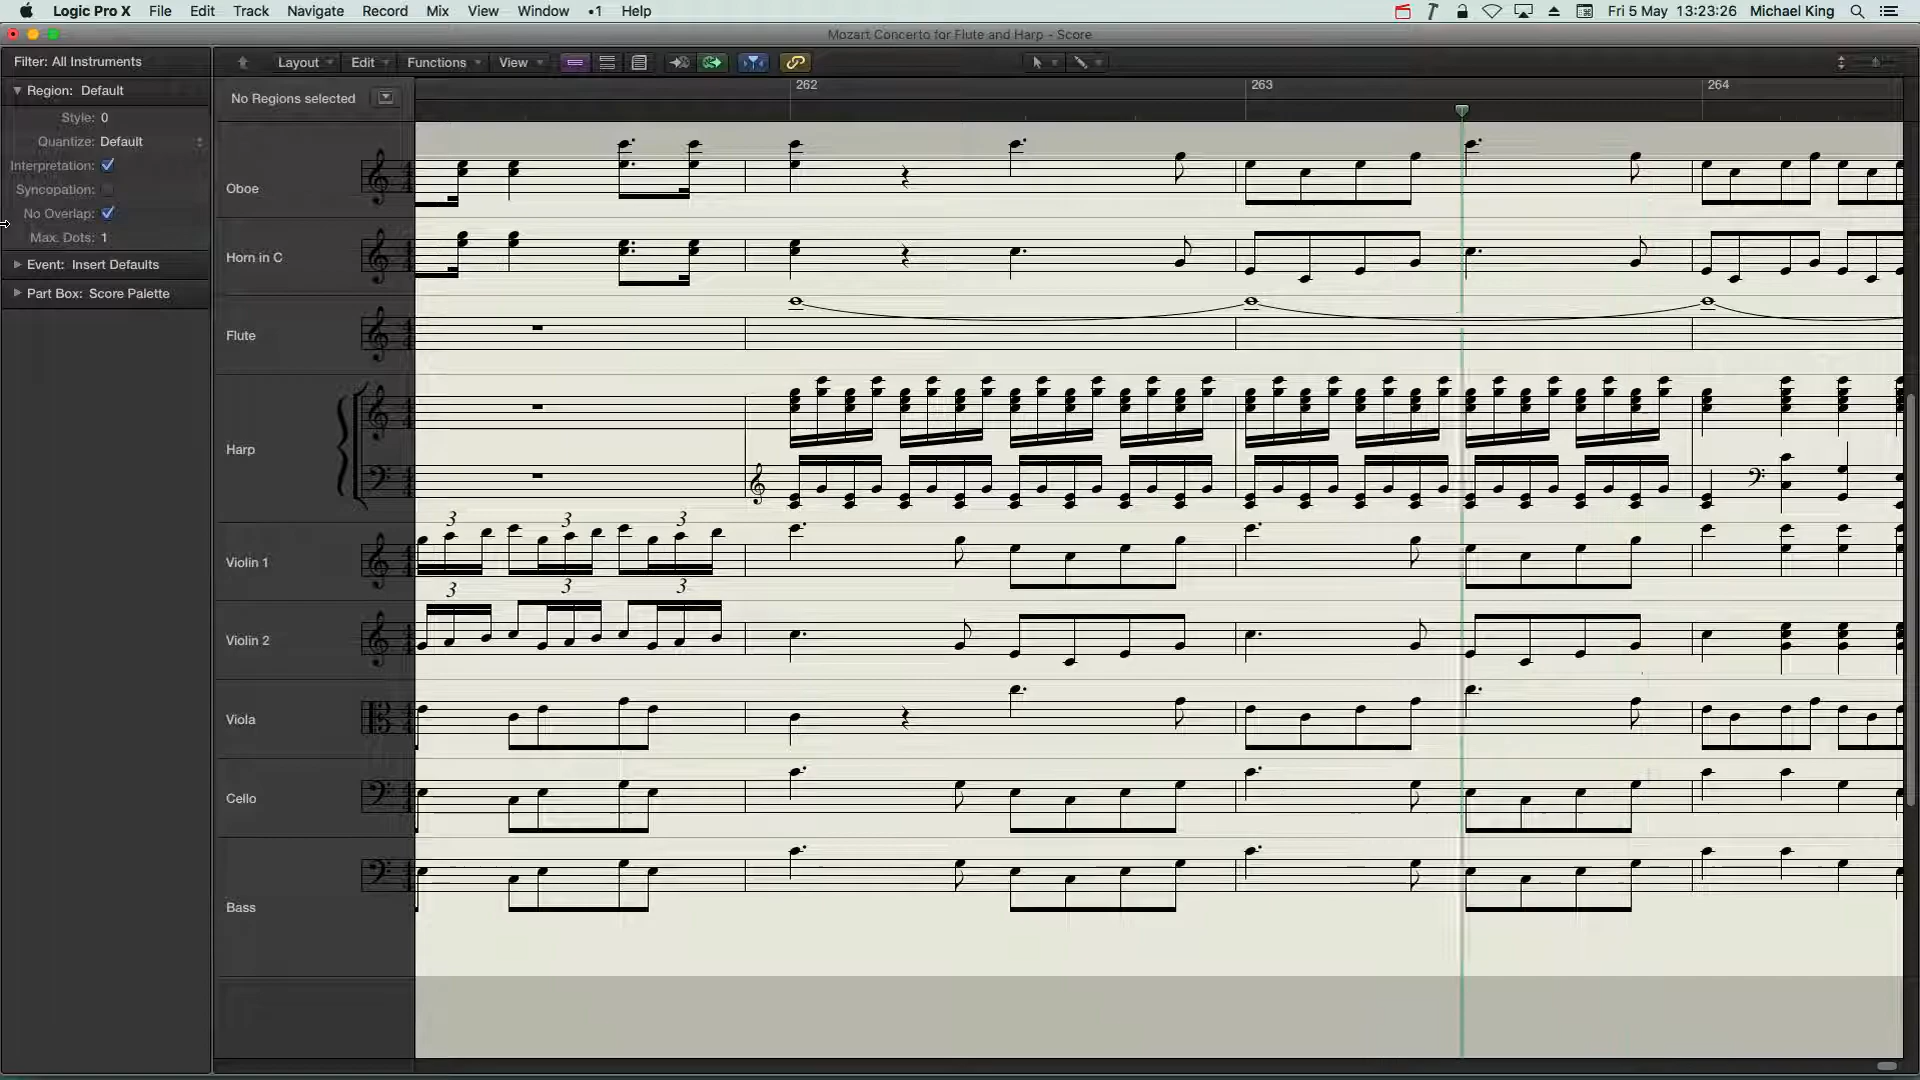 Logic Pro X File Edit Track Navigate Record Mix View Window •1 Help Fri 5 May 13:23:26 Michael King
Mozart Concerto for Flute and Harp - Score
Filter: All Instruments
Layout Edit Functions View
Region: Default
Style: 0
Quantize: Default
Interpretation:
Syncopation:
No Overlap:
Max. Dots: 1
Event: Insert Defaults
Part Box: Score Palette
No Regions selected
262 263 264
Oboe
Horn in C
Flute
Harp
3 3 3
Violin 1
3 3 3
Violin 2
Viola
Cello
Bass